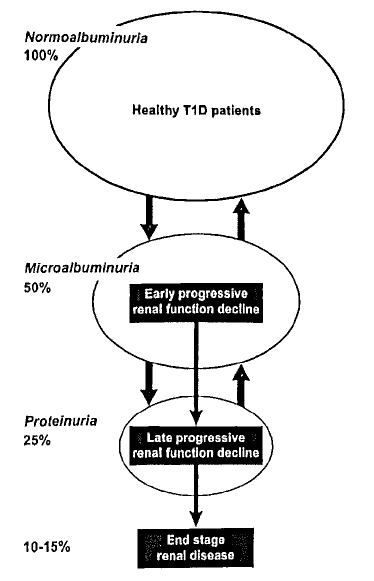 Normoalbuminuria
100%
Healthy T1D patients
Microalbuminuria
50%
Early progressive
renal function decline
Proteinuria
25%
Late progressive
renal function decline
10-15%
End stage
renal disease